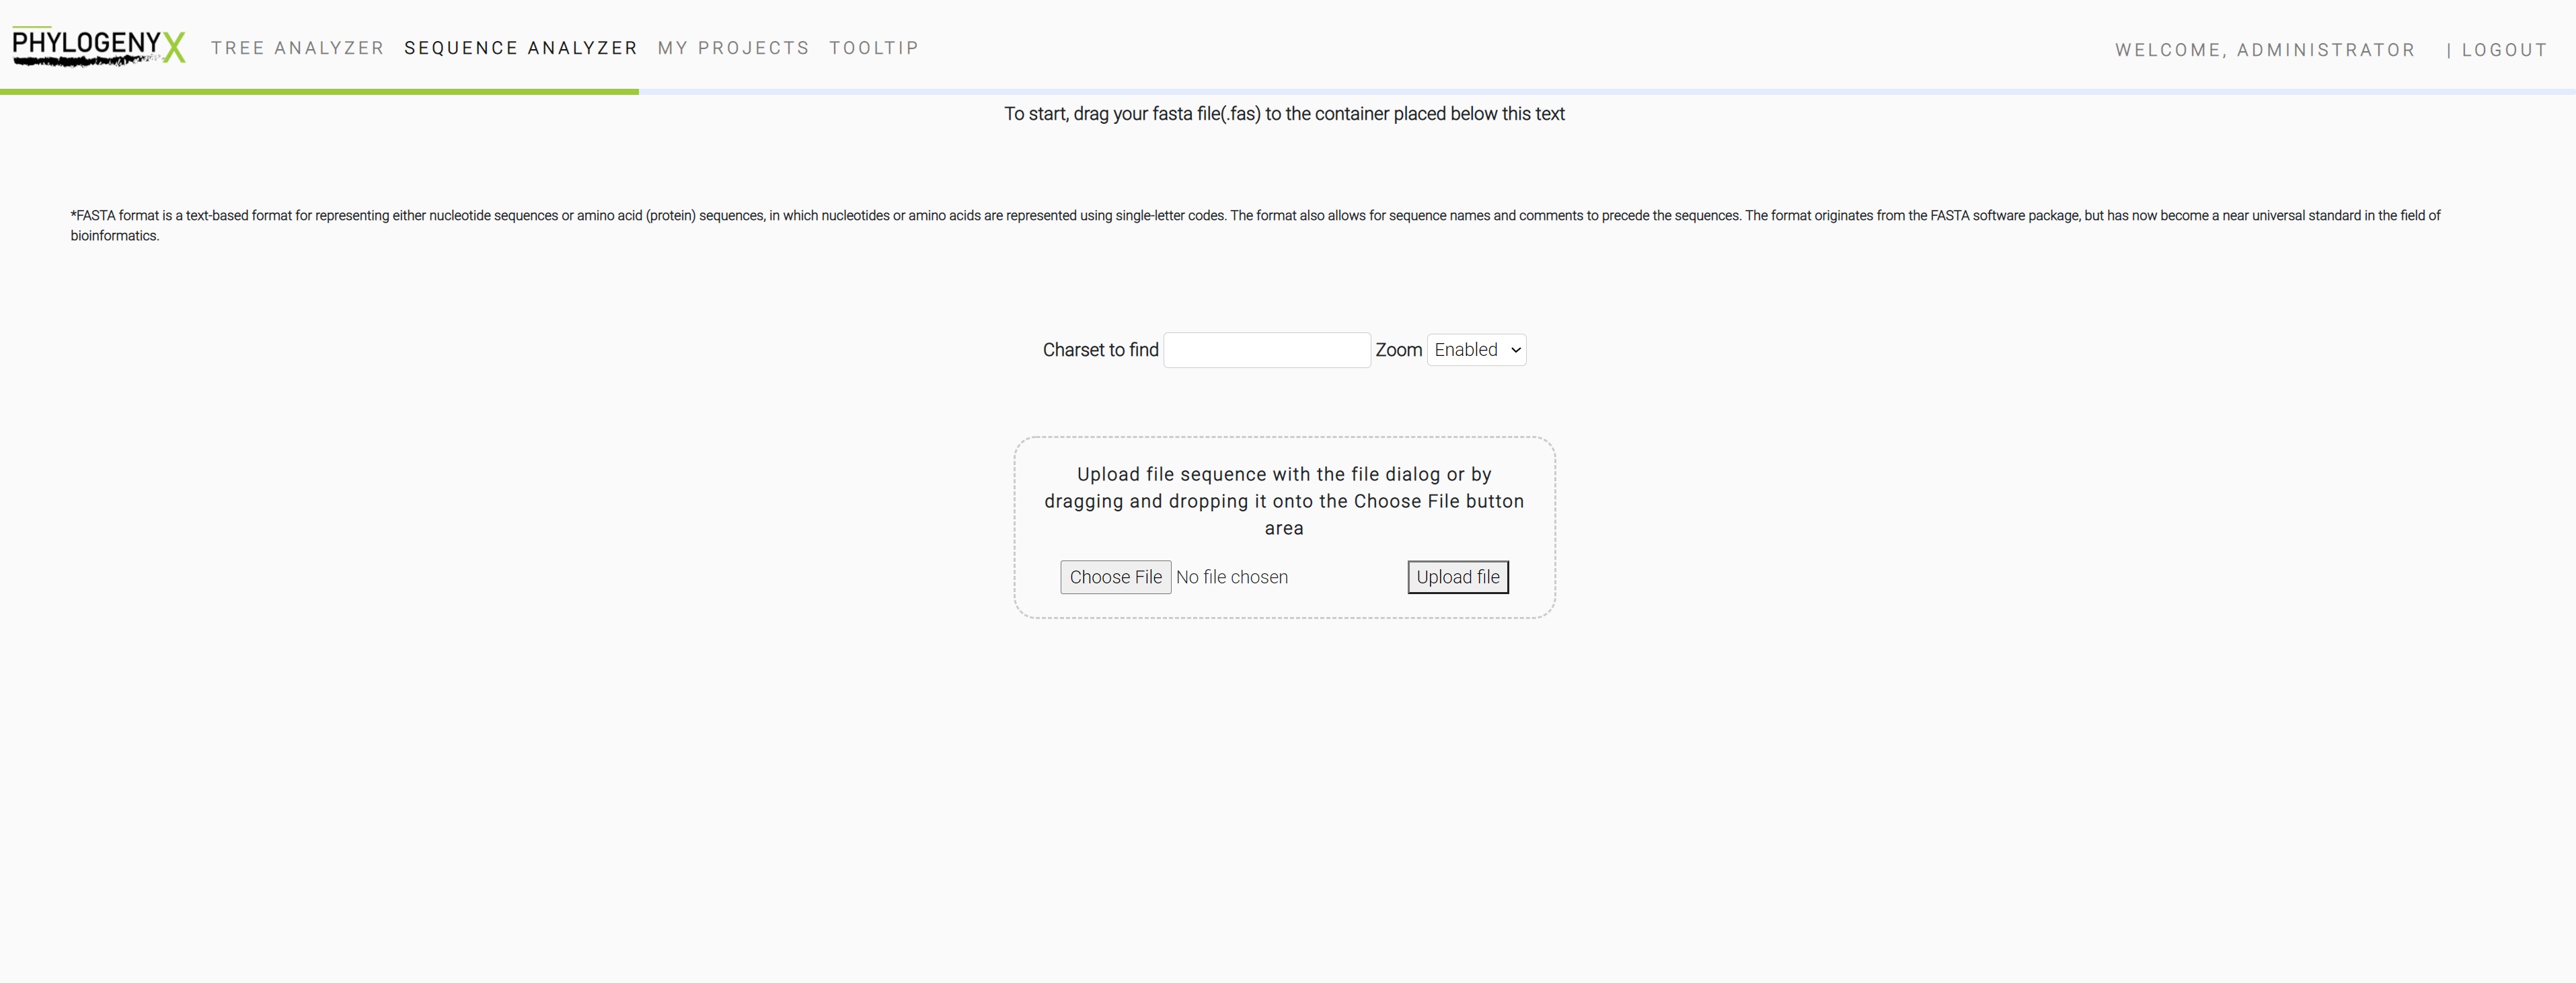 PHYLOGENYX
TREE ANALYZER SEQUENCE ANALYZER MY PROJECTS TOOLTIP
WELCOME, ADMINISTRATOR | LOGOUT
To start, drag your fasta file(.fas) to the container placed below this text
*FASTA format is a text-based format for representing either nucleotide sequences or amino acid (protein) sequences, in which nucleotides or amino acids are represented using single-letter codes. The format also allows for sequence names and comments to precede the sequences. The format originates from the FASTA software package, but has now become a near universal standard in the field of
bioinformatics.
Charset to find Zoom Enabled
Upload file sequence with the file dialog or by
dragging and dropping it onto the Choose File button
area
Choose File No file chosen Upload file